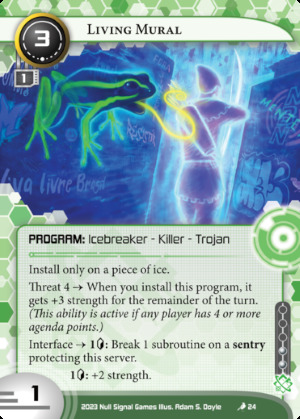 LIVING MURAL
3
1
Viva livre Brasil
PROGRAM: Icebreaker - Killer - Trojan
Install only on a piece of ice.
Threat 4 → When you install this program, it
gets +3 strength for the remainder of the turn.
(This ability is active if any player has 4 or more
agenda points.)
Interface → 1: Break 1 subroutine on a sentry
protecting this server.
1: +2 strength.
1
2023 Null Signal Games Illus. Adam S. Doyle
24